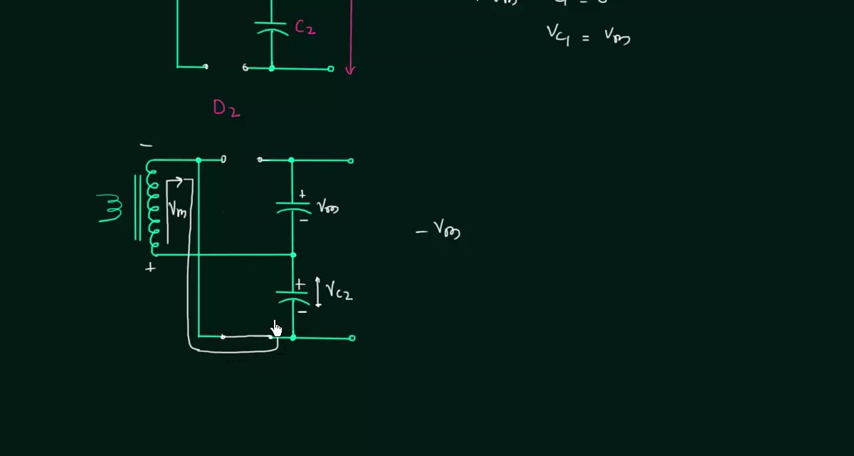 C2
VC1 = Vm
D2
-
Vm
+
+
-
Vm
- Vm
+
-
VC2